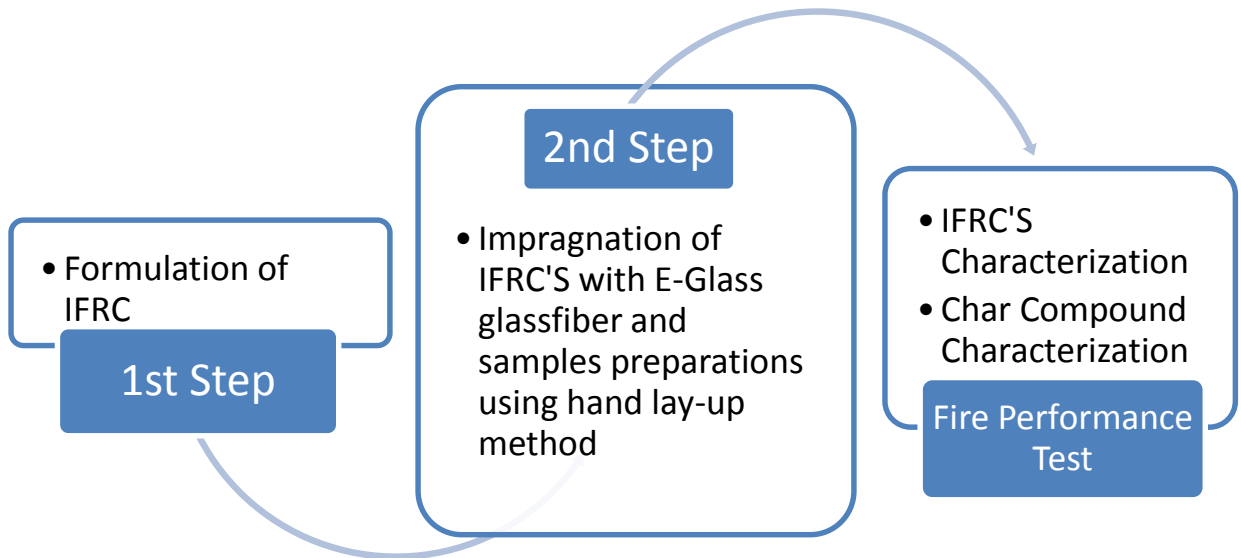 • Formulation of
IFRC
1st Step
2nd Step
• Impragnation of
IFRC'S with E-Glass
glassfiber and
samples preparations
using hand lay-up
method
• IFRC'S
Characterization
• Char Compound
Characterization
Fire Performance
Test